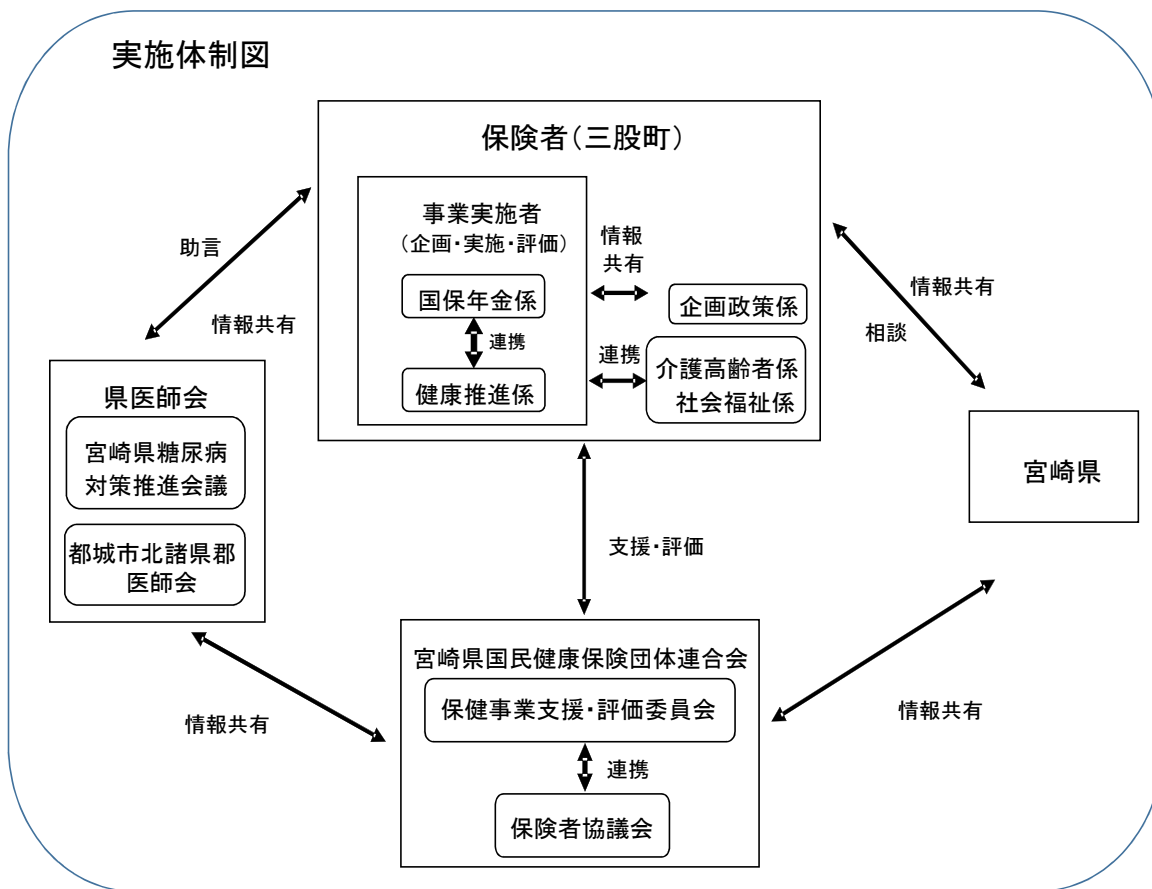 実施体制図
保険者(三股町)
事業実施者
(企画・実施・評価)
国保年金係
連携
健康推進係
情報
共有
企画政策係
連携
介護高齢者係
社会福祉係
助言
情報共有
情報共有
相談
県医師会
宮崎県糖尿病
対策推進会議
都城市北諸県郡
医師会
宮崎県
支援・評価
宮崎県国民健康保険団体連合会
保健事業支援・評価委員会
連携
保険者協議会
情報共有
情報共有